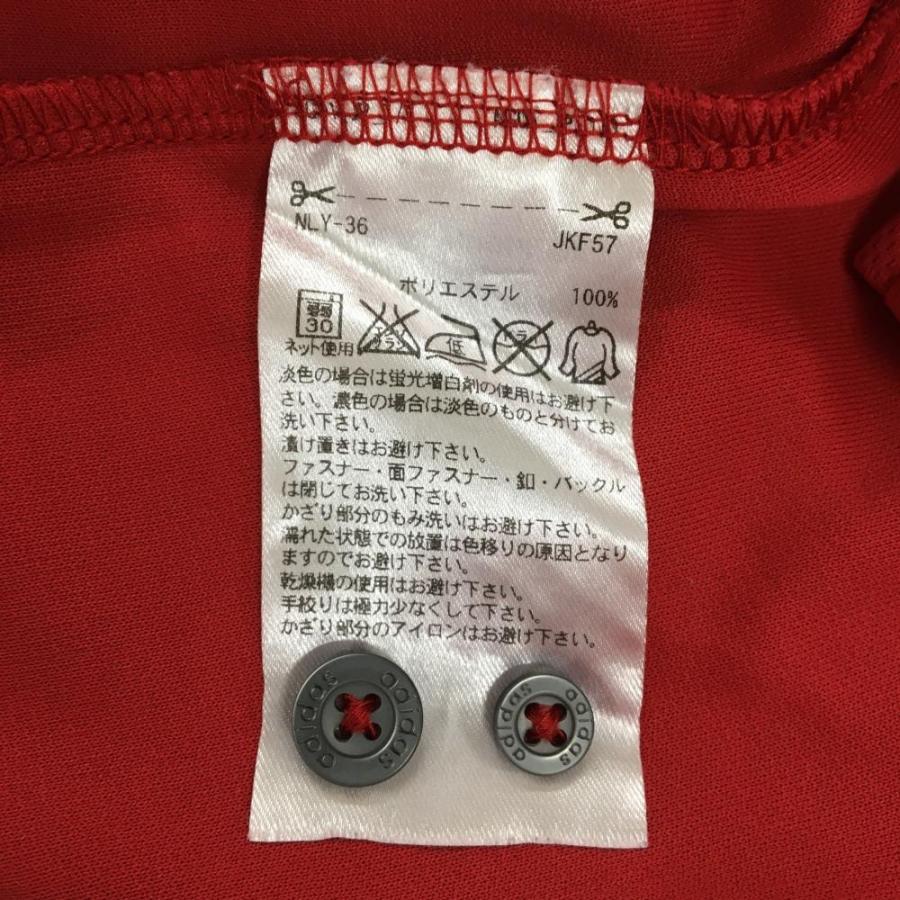 NLY-36 JKF57
ポリエステル 100%
30
ネット使用 エンソ サラシ 低 ドライ
淡色の場合は蛍光増白剤の使用はお避け下
さい。濃色の場合は淡色のものと分けてお
洗い下さい。
漬け置きはお避け下さい。
ファスナー・面ファスナー・釦・バックル
は閉じてお洗い下さい。
かざり部分のもみ洗いはお避け下さい。
濡れた状態での放置は色移りの原因となり
ますのでお避け下さい。
乾燥機の使用はお避け下さい。
手絞りは極力少なくして下さい。
かざり部分のアイロンはお避け下さい。
adidas adidas
adidas adidas